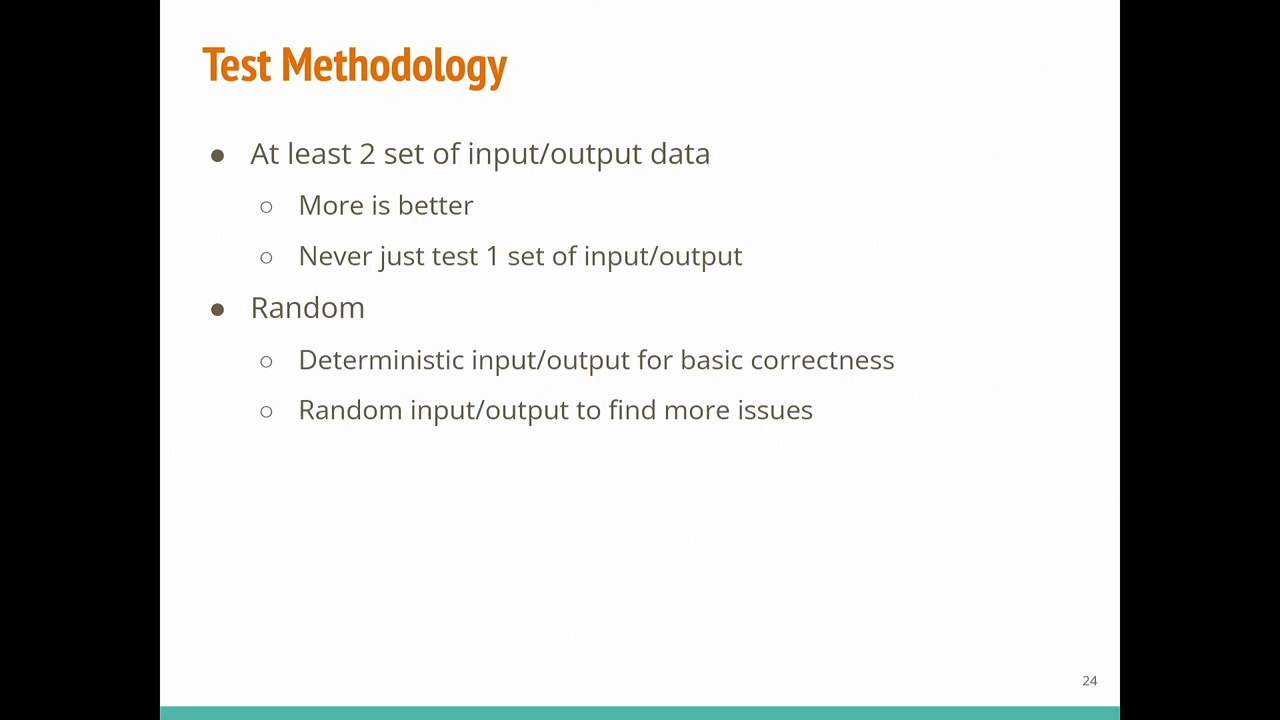 Test Methodology
● At least 2 set of input/output data
○ More is better
○ Never just test 1 set of input/output
● Random
○ Deterministic input/output for basic correctness
○ Random input/output to find more issues
24